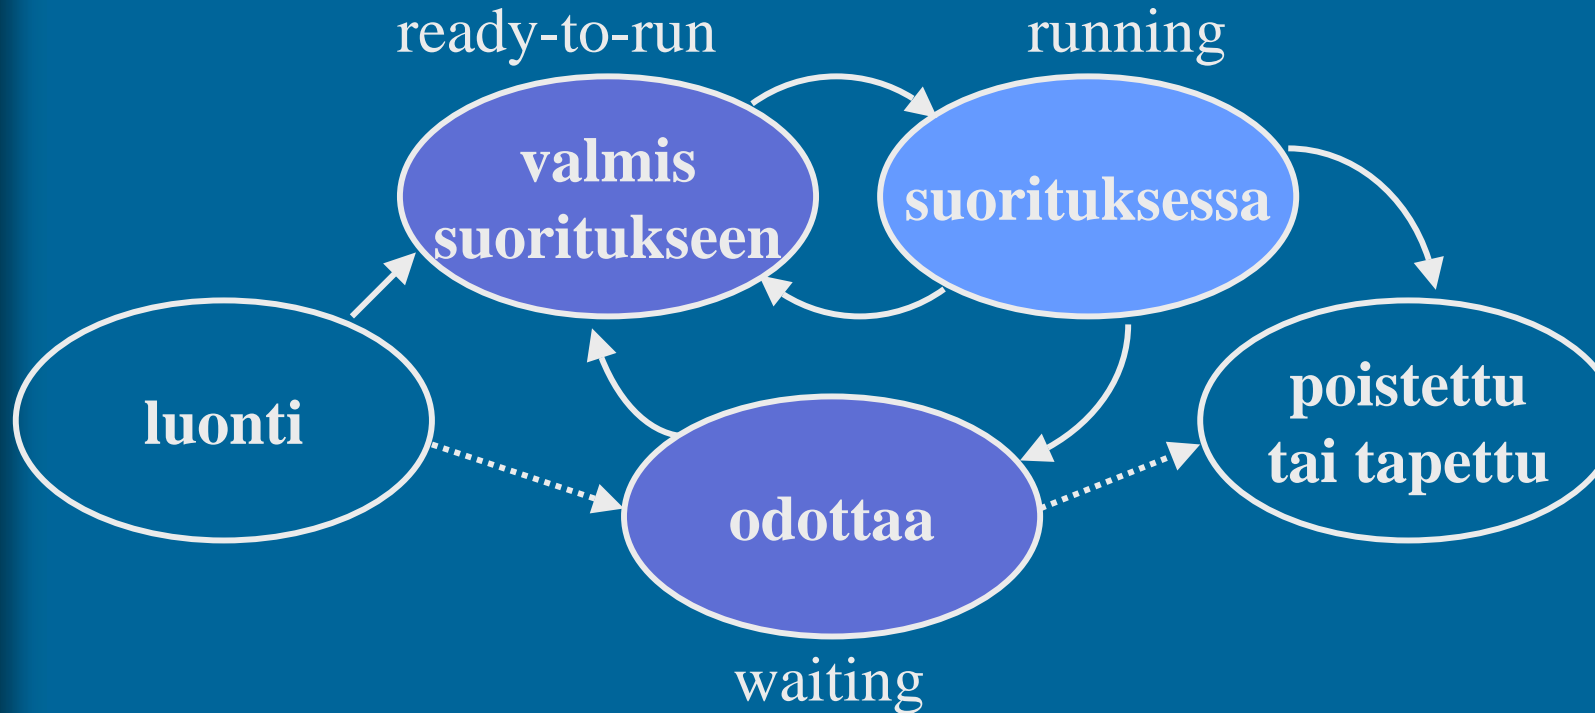 ready-to-run
running
valmis
suoritukseen
suorituksessa
luonti
poistettu
tai tapettu
odottaa
waiting